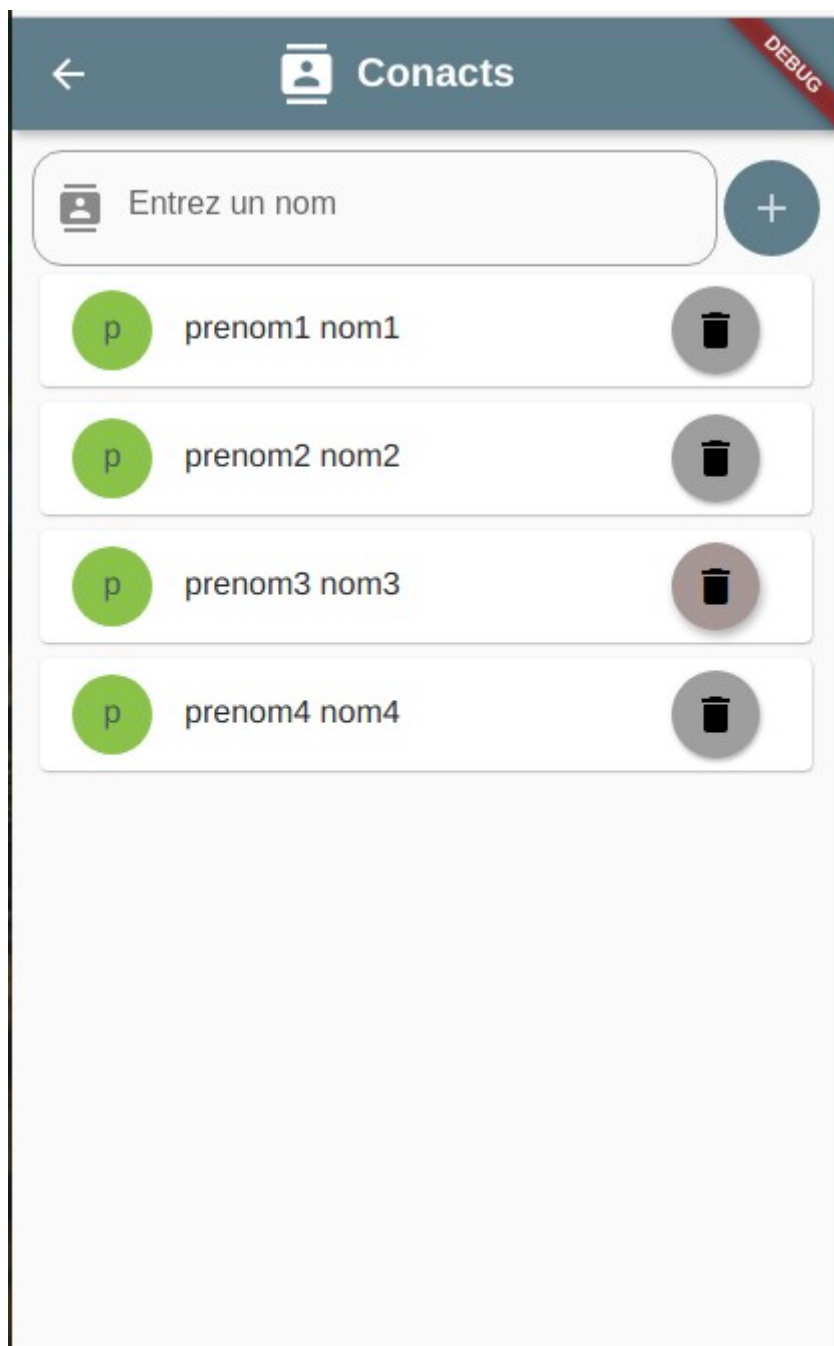 Conacts
DEBUG
Entrez un nom
p prenom1 nom1
p prenom2 nom2
p prenom3 nom3
p prenom4 nom4